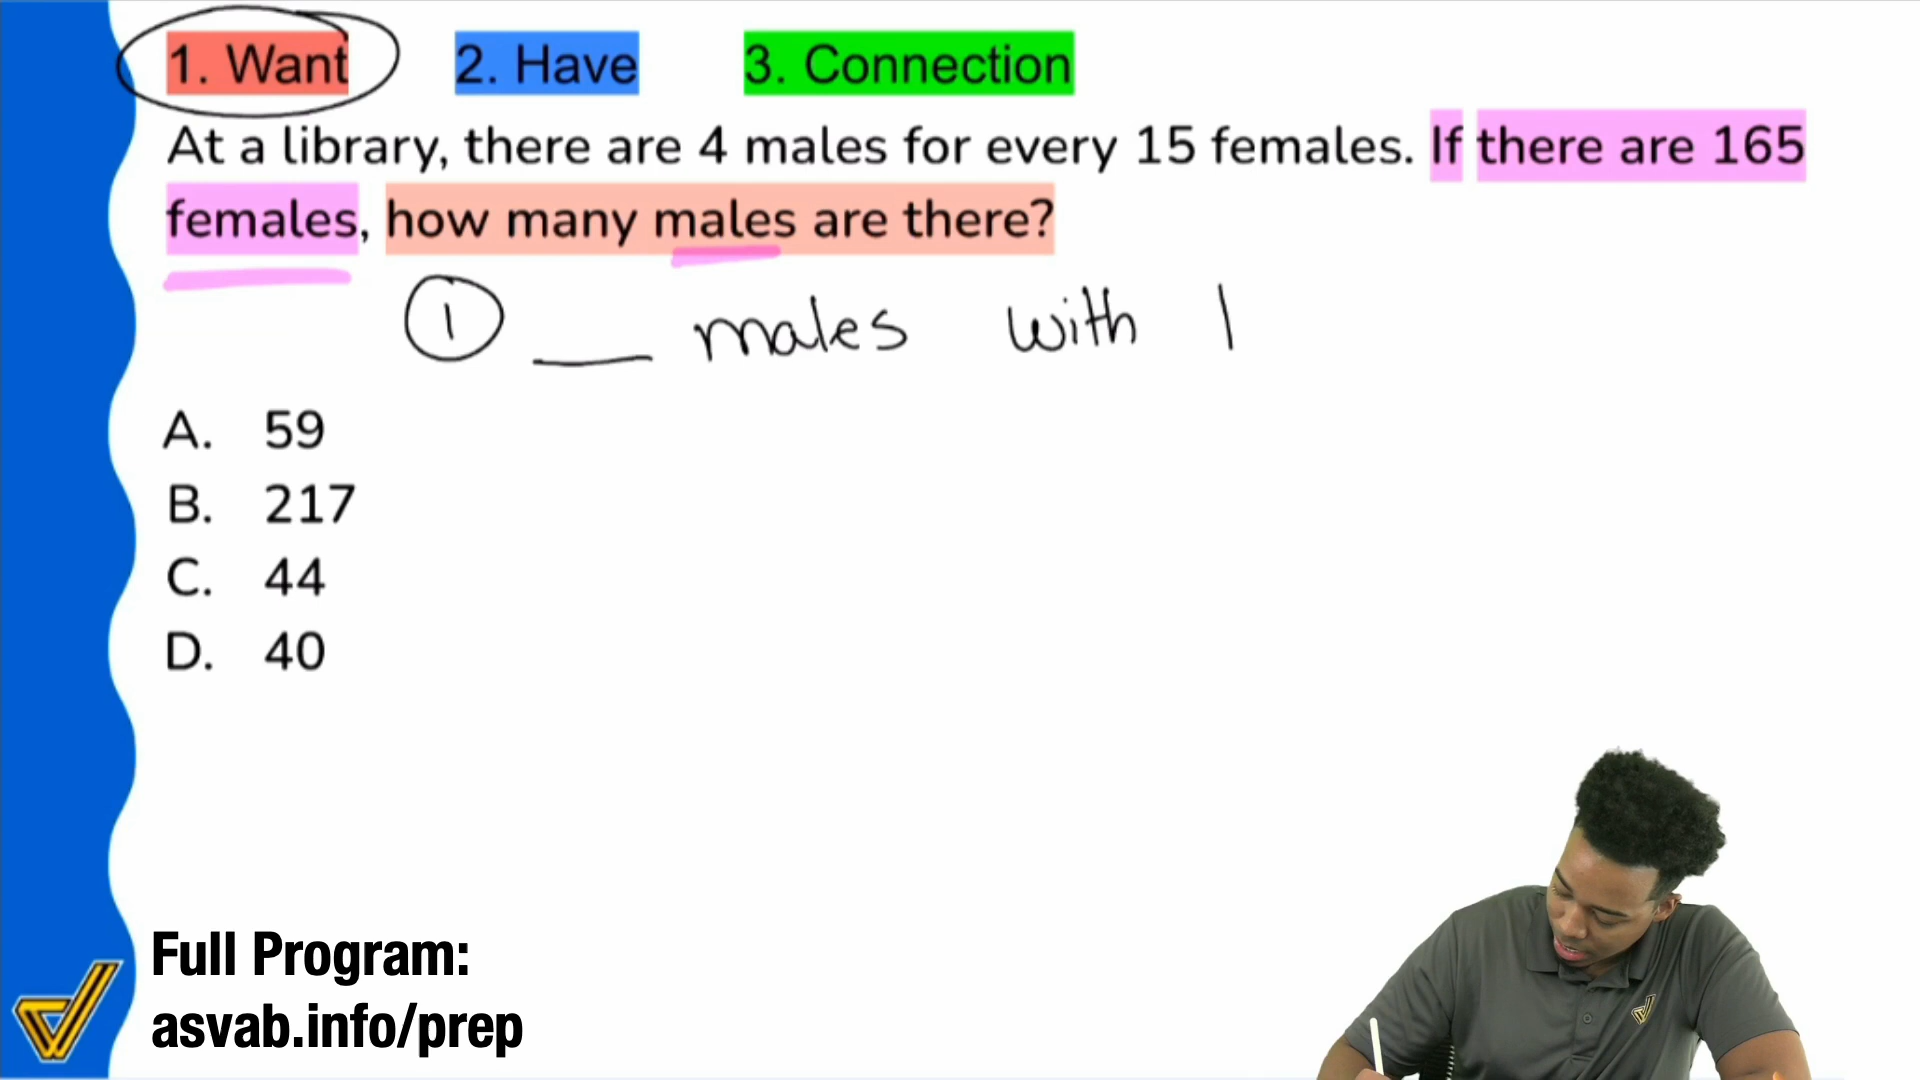 1. Want 2. Have 3. Connection
At a library, there are 4 males for every 15 females. If there are 165
females, how many males are there?
1 __ males with 1
A. 59
B. 217
C. 44
D. 40
Full Program:
asvab.info/prep